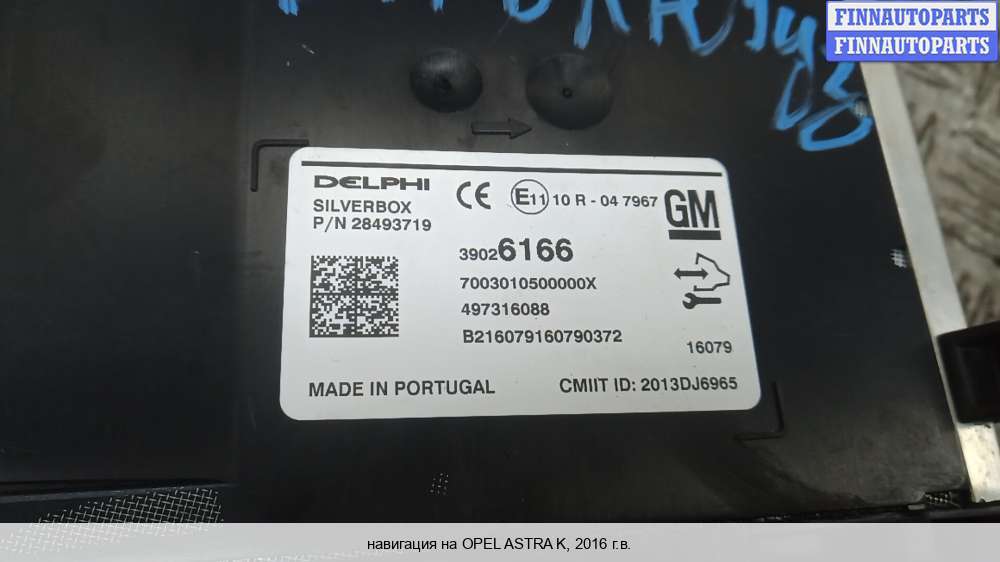 FINNAUTOPARTS
FINNAUTOPARTS
DELPHI
SILVERBOX
P/N 28493719
CE E11 10 R - 04 7967
GM
39026166
7003010500000X
497316088
B216079160790372
16079
MADE IN PORTUGAL
CMIIT ID: 2013DJ6965
навигация на OPEL ASTRA K, 2016 г.в.